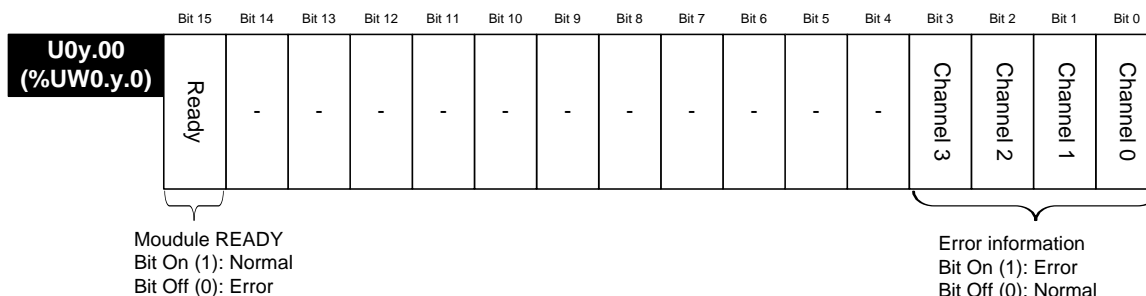 Bit 15 Bit 14 Bit 13 Bit 12 Bit 11 Bit 10 Bit 9 Bit 8 Bit 7 Bit 6 Bit 5 Bit 4 Bit 3 Bit 2 Bit 1 Bit 0
U0y.00
(%UW0.y.0)
Ready - - - - - - - - - - - Channel 3 Channel 2 Channel 1 Channel 0
Moudule READY
Bit On (1): Normal
Bit Off (0): Error
Error information
Bit On (1): Error
Bit Off (0): Normal